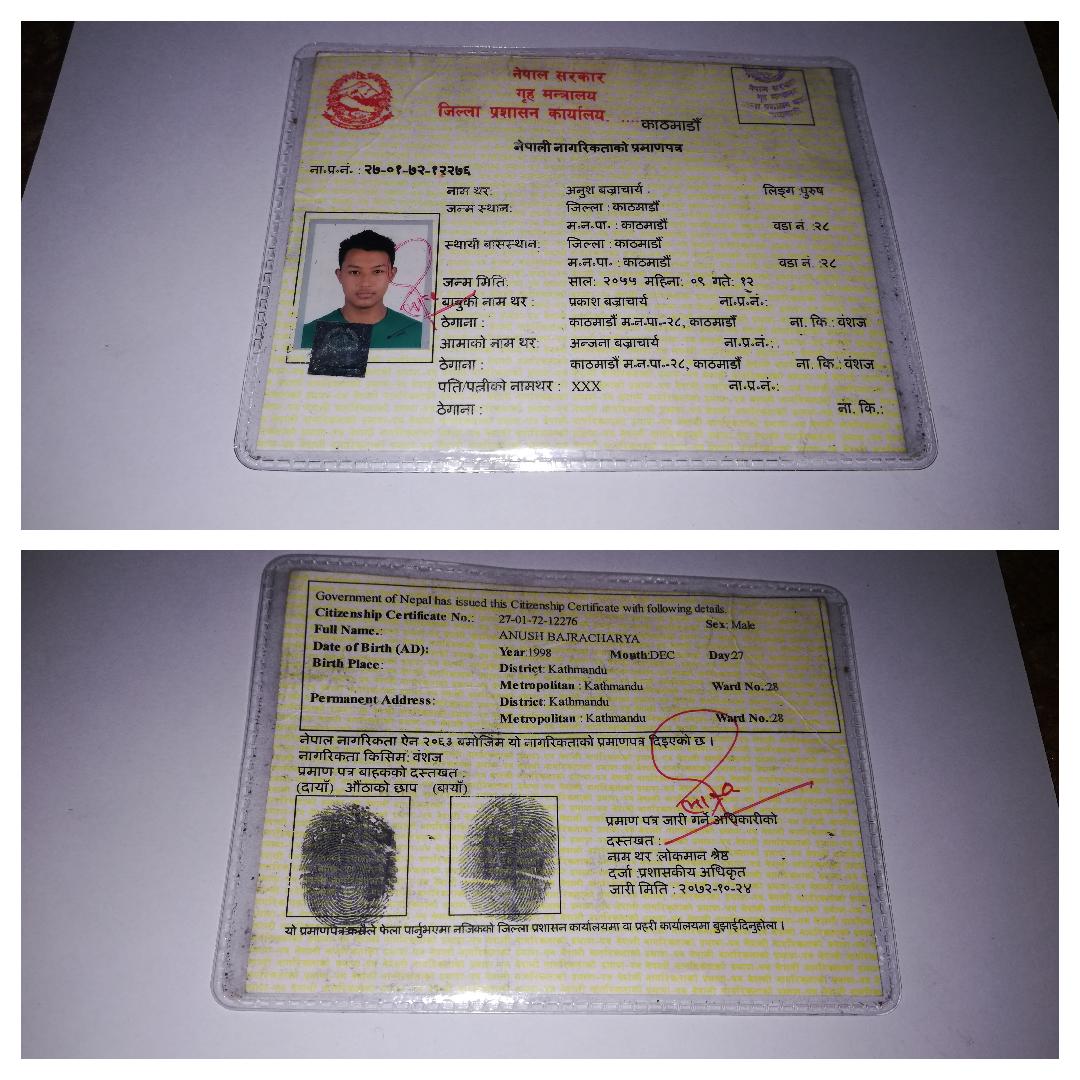 नेपाल सरकार
गृह मन्त्रालय
जिल्ला प्रशासन कार्यालय, ....काठमाडौं
नेपाल सरकार
गृह मन्त्रालय
नेपाली नागरिकताको प्रमाणपत्र
ना.प्र.नं. : २७-०१-७२-१२२७६
नाम थर: अनुश बज्राचार्य . लिङ्ग :पुरुष
जन्म स्थान: जिल्ला : काठमाडौं
म.न.पा. : काठमाडौं वडा नं. :२८
स्थायी बासस्थान: जिल्ला : काठमाडौं
म.न.पा. : काठमाडौं वडा नं. :२८
जन्म मिति: साल: २०५५ महिना: ०९ गते: १२
बाबुको नाम थर : प्रकाश बज्राचार्य ना.प्र.नं.:
ठेगाना : काठमाडौं म.न.पा.-२८, काठमाडौं ना. कि.: वंशज
आमाको नाम थर: अन्जना बज्राचार्य ना.प्र.नं.:
ठेगाना : काठमाडौं म.न.पा.-२८, काठमाडौं ना. कि.: वंशज
पति/पत्नीको नामथर : XXX ना.प्र.नं.:
ठेगाना : ना. कि.:
Government of Nepal has issued this Citizenship Certificate with following details.
Citizenship Certificate No.: 27-01-72-12276 Sex: Male
Full Name.: ANUSH BAJRACHARYA
Date of Birth (AD): Year:1998 Month:DEC Day:27
Birth Place: District: Kathmandu
Metropolitan : Kathmandu Ward No.:28
Permanent Address: District: Kathmandu
Metropolitan : Kathmandu Ward No.:28
नेपाल नागरिकता ऐन २०६३ बमोजिम यो नागरिकताको प्रमाणपत्र दिइएको छ ।
नागरिकता किसिम: वंशज
प्रमाण पत्र बाहकको दस्तखत :
(दायाँ) औंठाको छाप (बायाँ)
प्रमाण पत्र जारी गर्ने अधिकारीको
दस्तखत :
नाम थर :लोकमान श्रेष्ठ
दर्जा :प्रशासकीय अधिकृत
जारी मिति : २०७२-१०-२४
यो प्रमाणपत्र कसैले फेला पार्नुभएमा नजिकको जिल्ला प्रशासन कार्यालयमा वा प्रहरी कार्यालयमा बुझाईदिनुहोला ।